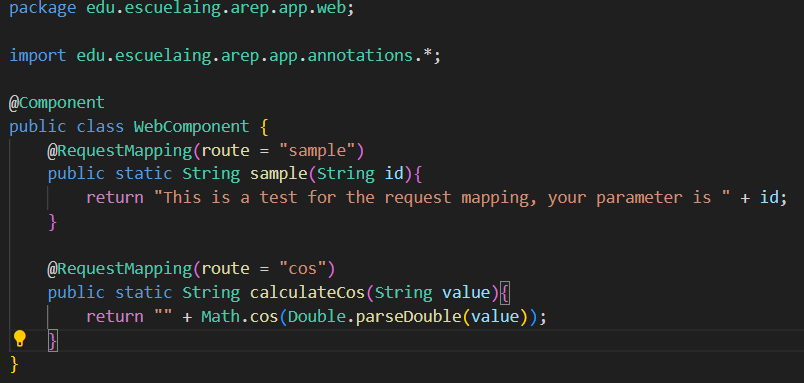 package edu.escuelaing.arep.app.web;
import edu.escuelaing.arep.app.annotations.*;
@Component
public class WebComponent {
    @RequestMapping(route = "sample")
    public static String sample(String id){
        return "This is a test for the request mapping, your parameter is " + id;
    }
    @RequestMapping(route = "cos")
    public static String calculateCos(String value){
        return "" + Math.cos(Double.parseDouble(value));
    }
}